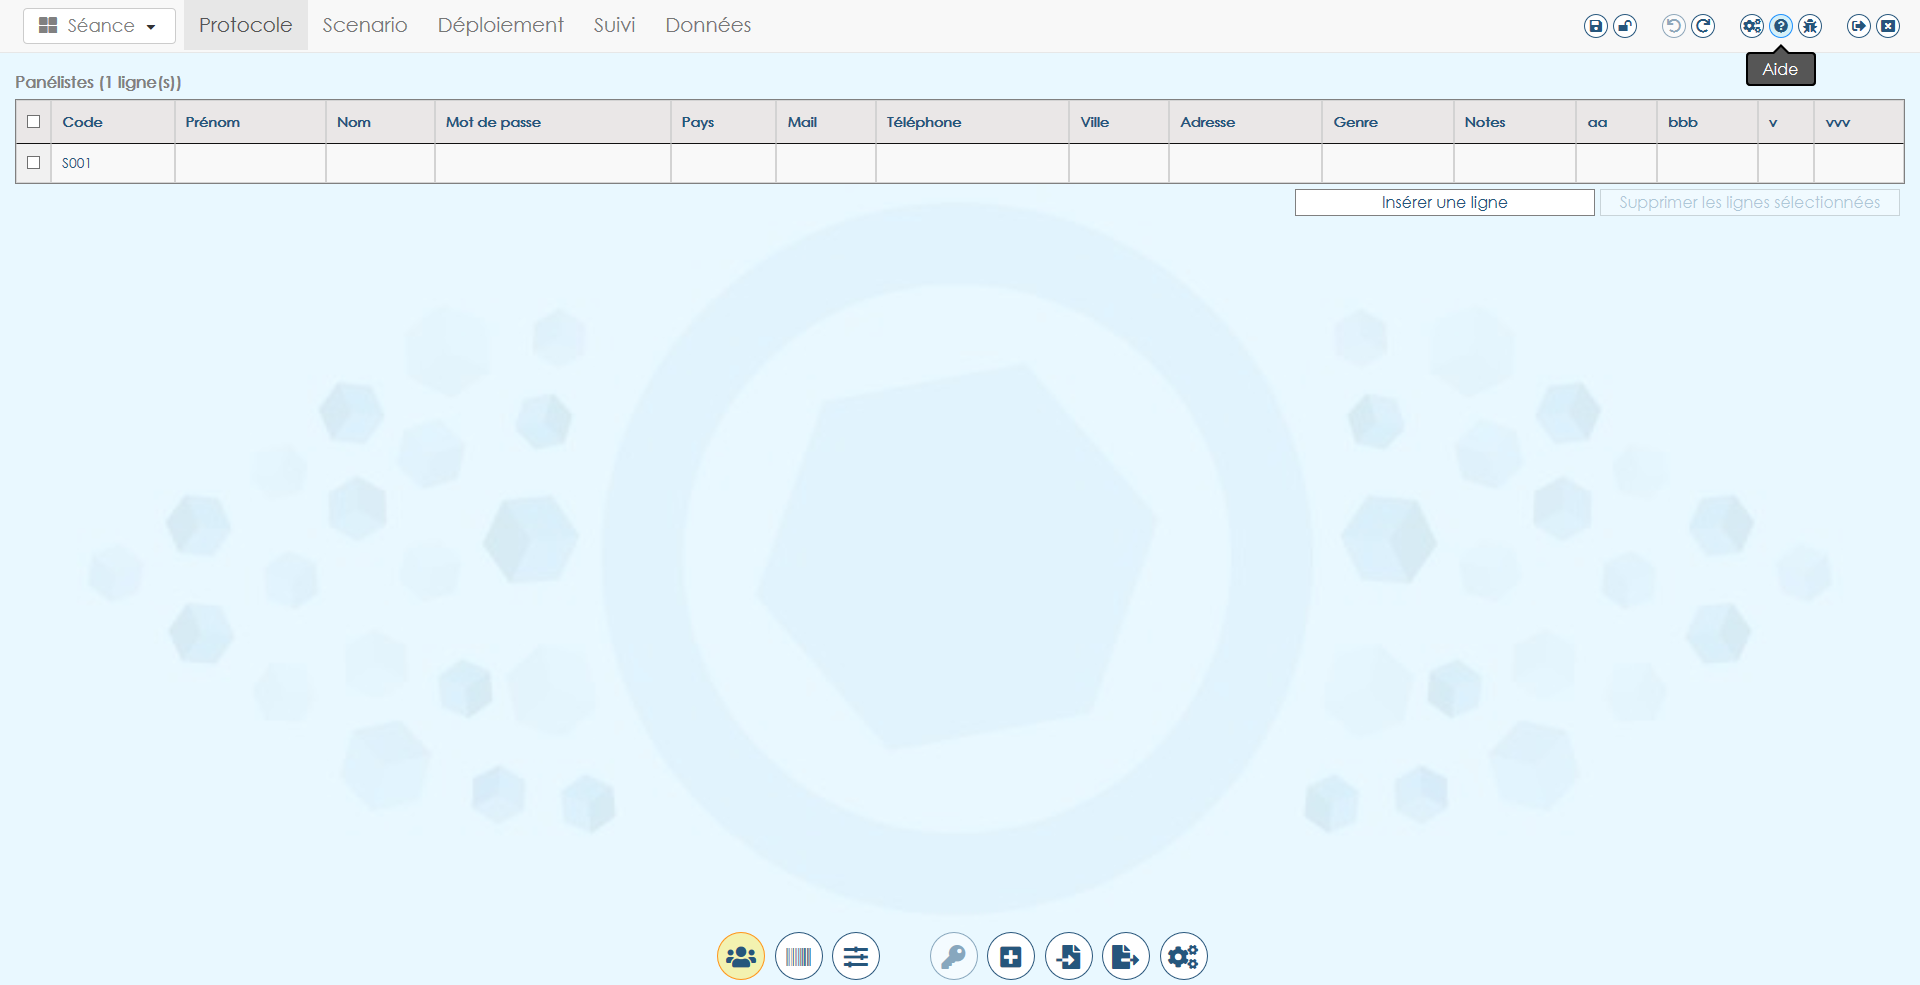 Séance
Protocole
Scenario
Déploiement
Suivi
Données
Aide
Panélistes (1 ligne(s))
Code Prénom Nom Mot de passe Pays Mail Téléphone Ville Adresse Genre Notes aa bbb v vvv
S001
Insérer une ligne
Supprimer les lignes sélectionnées